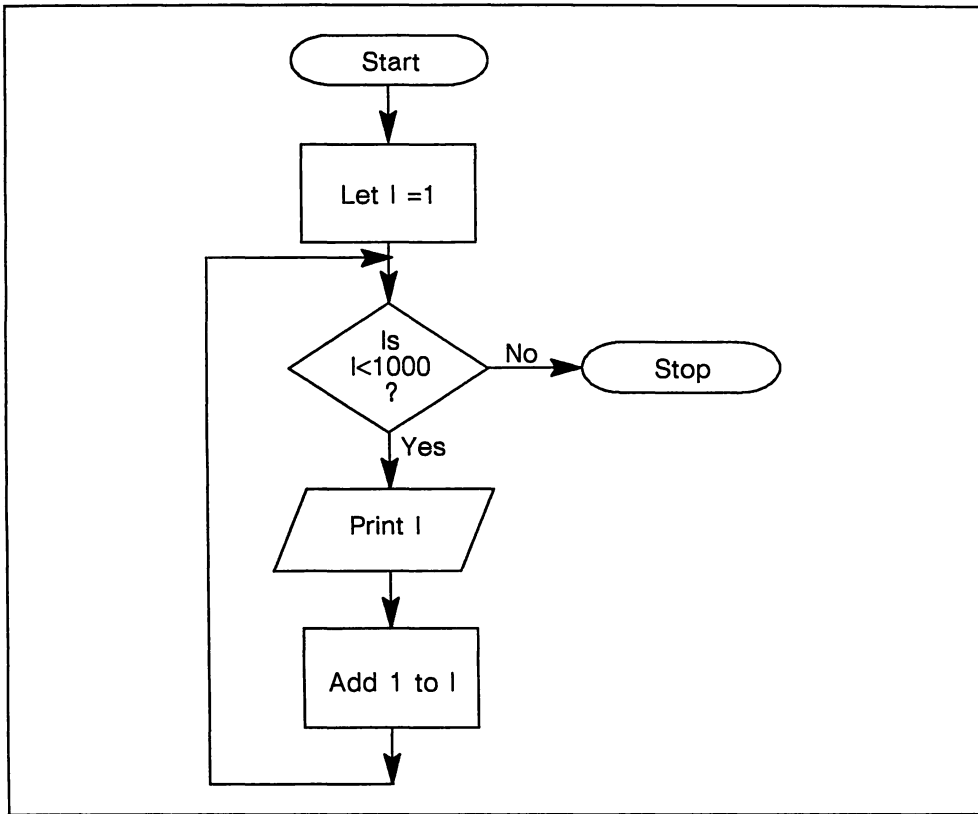 Start
Let I =1
Is
I<1000
?
No
Stop
Yes
Print I
Add 1 to I